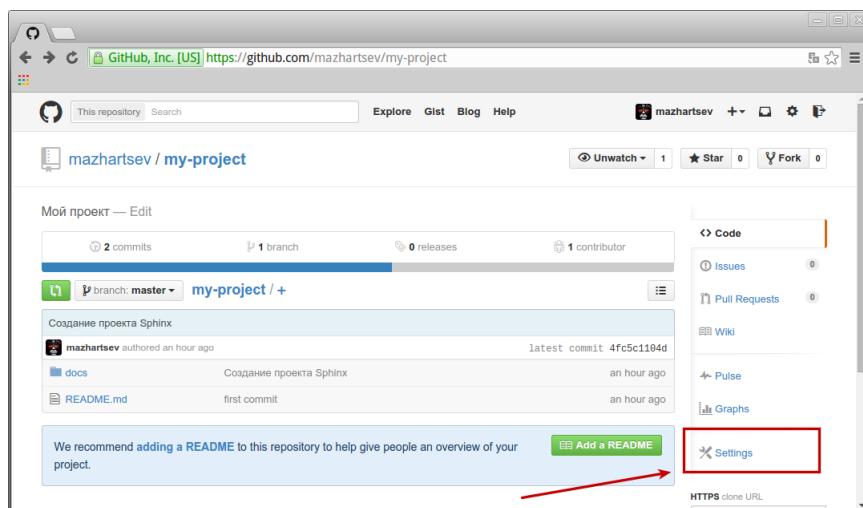 GitHub, Inc. [US] https://github.com/mazhartsev/my-project
This repository Search Explore Gist Blog Help mazhartsev
mazhartsev / my-project Unwatch 1 Star 0 Fork 0
Мой проект — Edit
2 commits 1 branch 0 releases 1 contributor
branch: master my-project / +
Создание проекта Sphinx
mazhartsev authored an hour ago latest commit 4fc5c1104d
docs Создание проекта Sphinx an hour ago
README.md first commit an hour ago
We recommend adding a README to this repository to help give people an overview of your
project.
Add a README
<> Code
Issues 0
Pull Requests 0
Wiki
Pulse
Graphs
Settings
HTTPS clone URL